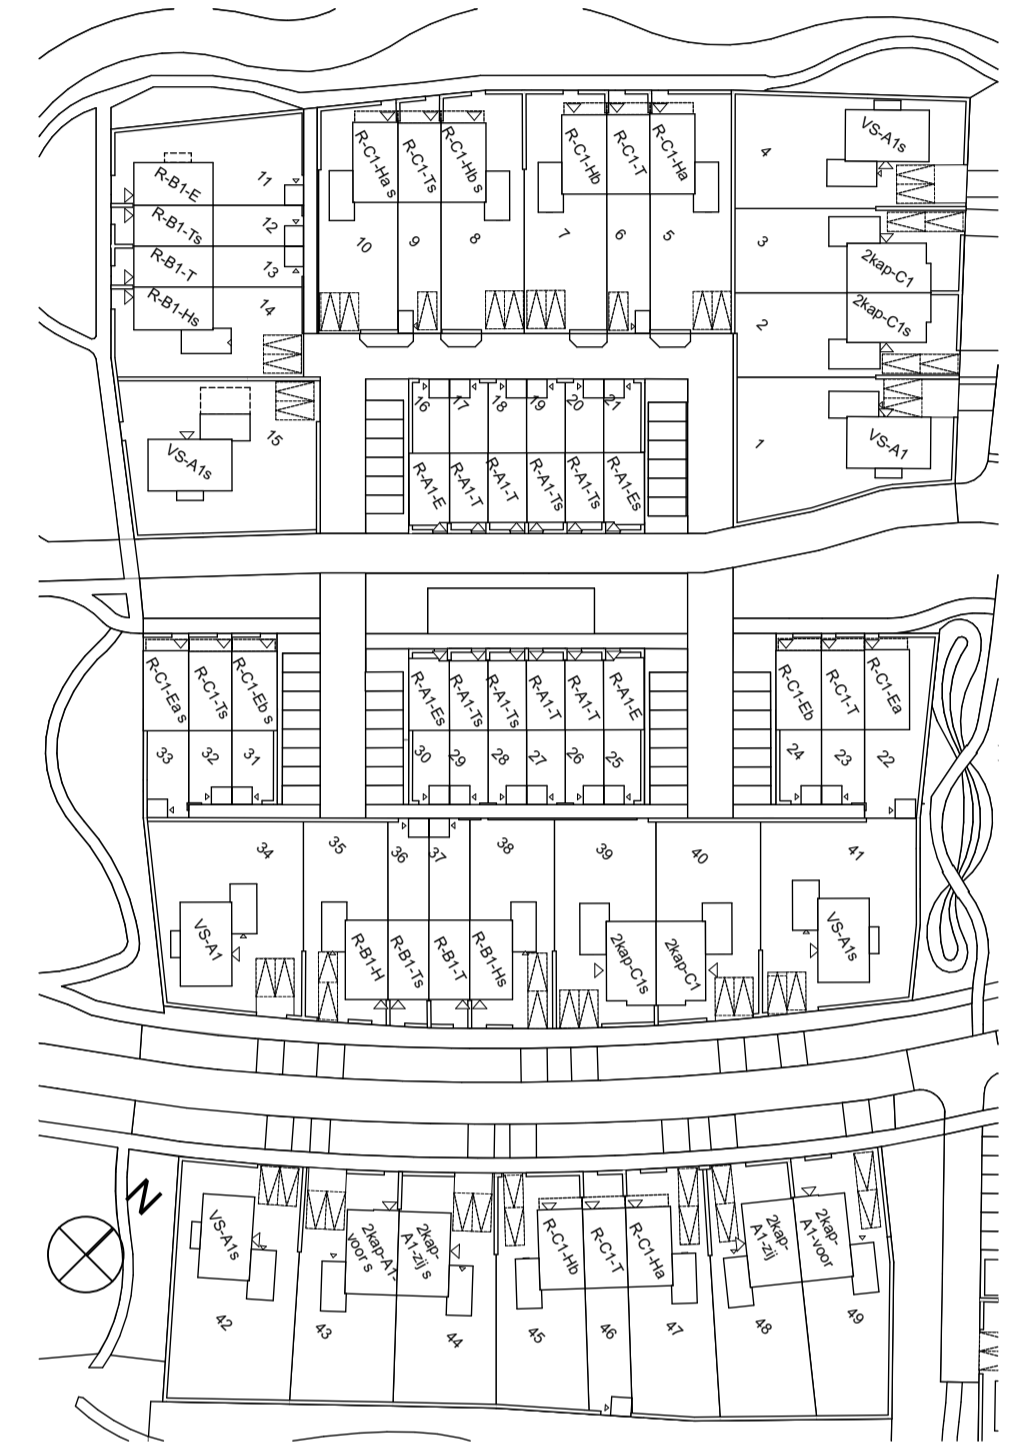 R-C1-Ha s
R-C1-Ts
R-C1-Hb s
R-C1-Hb
R-C1-T
R-C1-Ha
VS-A1s
4
11
R-B1-E
12
R-B1-Ts
13
R-B1-T
14
R-B1-Hs
10
9
8
7
6
5
3
2kap-C1
2kap-C1s
2
15
VS-A1s
16
17
18
19
20
21
R-A1-E
R-A1-T
R-A1-T
R-A1-Ts
R-A1-Ts
R-A1-Es
1
VS-A1
R-C1-Ea s
R-C1-Ts
R-C1-Eb s
R-A1-Es
R-A1-Ts
R-A1-Ts
R-A1-T
R-A1-T
R-A1-E
R-C1-Eb
R-C1-T
R-C1-Ea
33
32
31
30
29
28
27
26
25
24
23
22
34
35
36
37
38
39
40
41
VS-A1
R-B1-H
R-B1-Ts
R-B1-T
R-B1-Hs
2kap-C1s
2kap-C1
VS-A1s
N
VS-A1s
2kap-A1-
voor s
2kap-
A1-zij s
R-C1-Hb
R-C1-T
R-C1-Ha
2kap-
A1-zij
2kap-
A1-voor
42
43
44
45
46
47
48
49